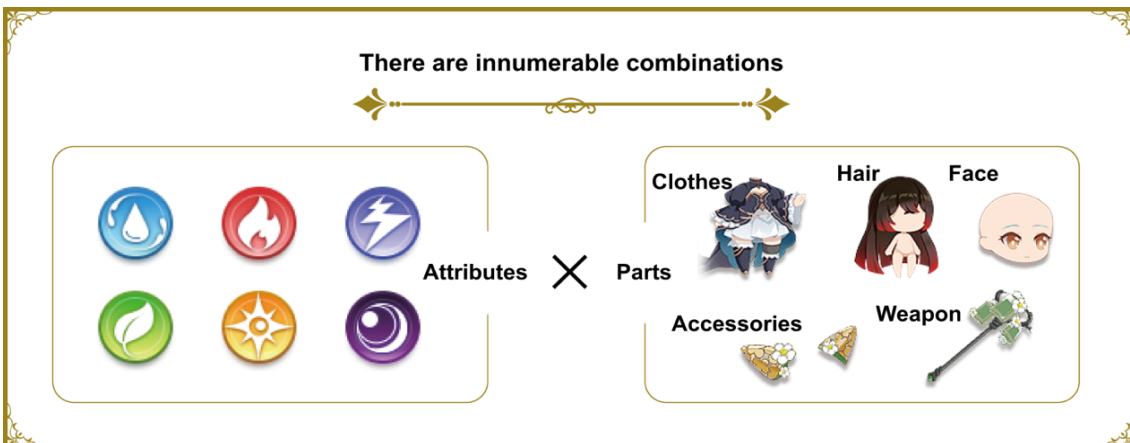 There are innumerable combinations
Clothes
Hair
Face
Attributes
Parts
Accessories
Weapon